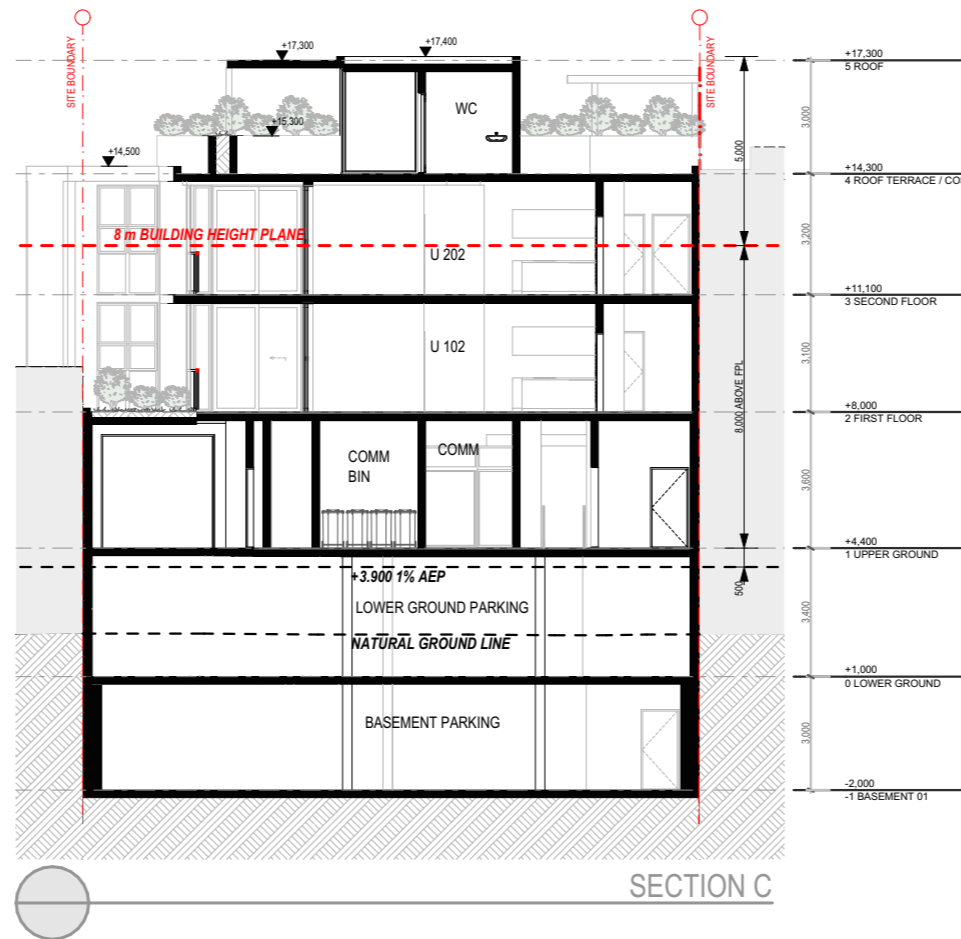 +17,300
+17,400
SITE BOUNDARY
SITE BOUNDARY
+17,300
5 ROOF
WC
3,000
5,000
+15,300
+14,500
+14,300
4 ROOF TERRACE / CO
8 m BUILDING HEIGHT PLANE
3,200
U 202
+11,100
3 SECOND FLOOR
U 102
3,100
8,000 ABOVE FPL
+8,000
2 FIRST FLOOR
COMM
BIN
COMM
3,600
+4,400
1 UPPER GROUND
+3.900 1% AEP
500
LOWER GROUND PARKING
3,400
NATURAL GROUND LINE
+1,000
0 LOWER GROUND
BASEMENT PARKING
3,000
-2,000
-1 BASEMENT 01
SECTION C